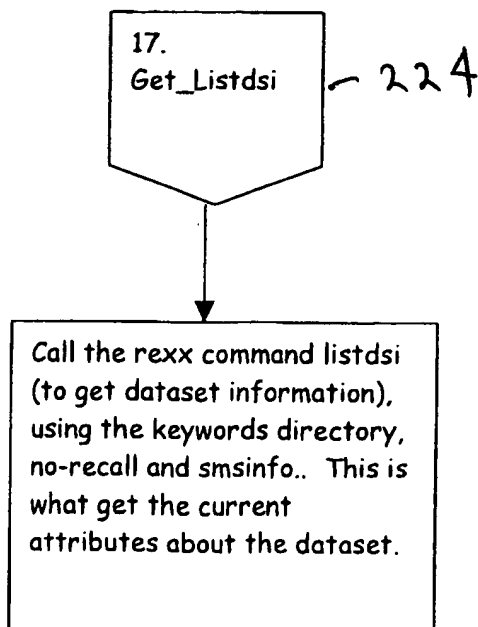 17.
Get_Listdsi
224
Call the rexx command listdsi
(to get dataset information),
using the keywords directory,
no-recall and smsinfo.. This is
what get the current
attributes about the dataset.